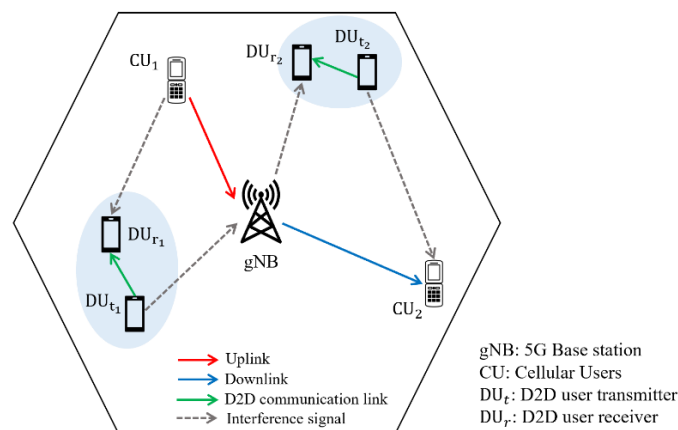 DUr2
DUt2
CU1
DUr1
gNB
DUt1
CU2
Uplink
Downlink
D2D communication link
Interference signal
gNB: 5G Base station
CU: Cellular Users
DUt: D2D user transmitter
DUr: D2D user receiver